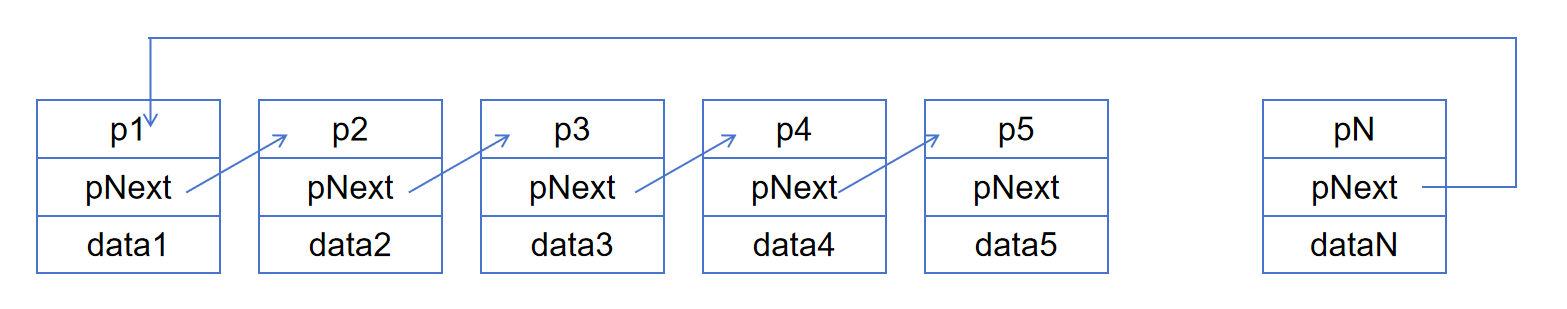 p1 p2 p3 p4 p5 pN
pNext pNext pNext pNext pNext pNext
data1 data2 data3 data4 data5 dataN